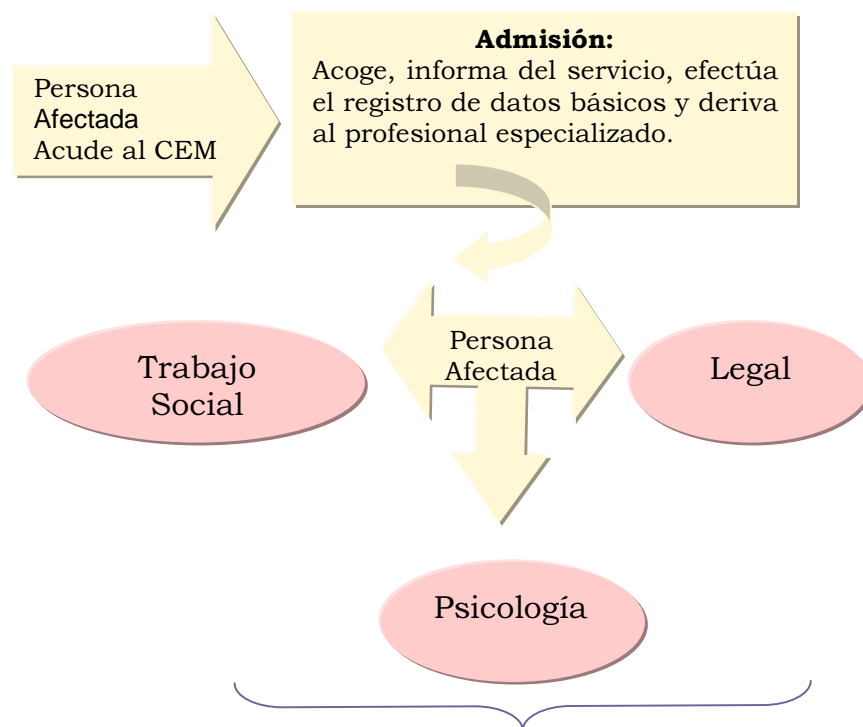 Persona
Afectada
Acude al CEM
Admisión:
Acoge, informa del servicio, efectúa
el registro de datos básicos y deriva
al profesional especializado.
Persona
Afectada
Trabajo
Social
Legal
Psicología